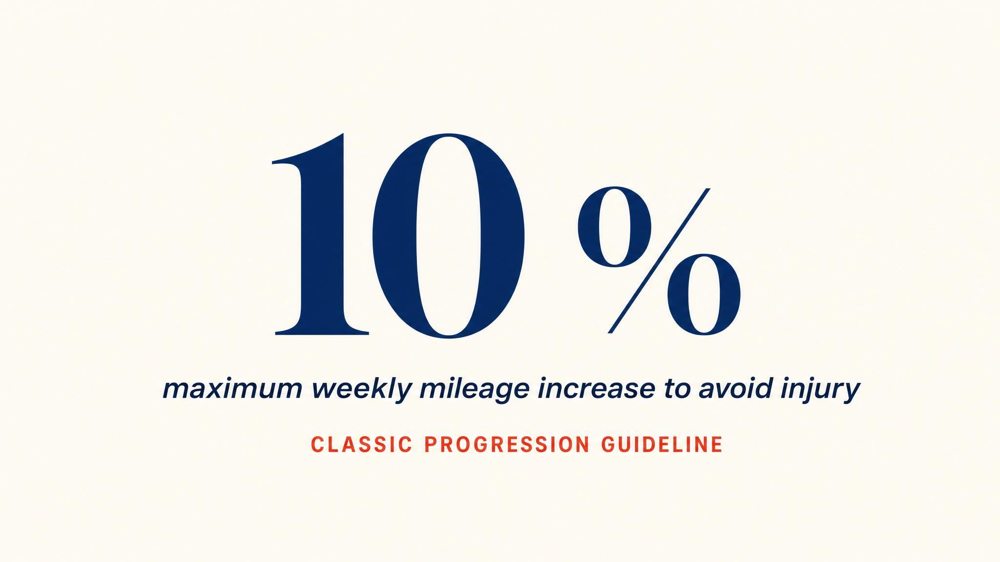 10 %
maximum weekly mileage increase to avoid injury
CLASSIC PROGRESSION GUIDELINE